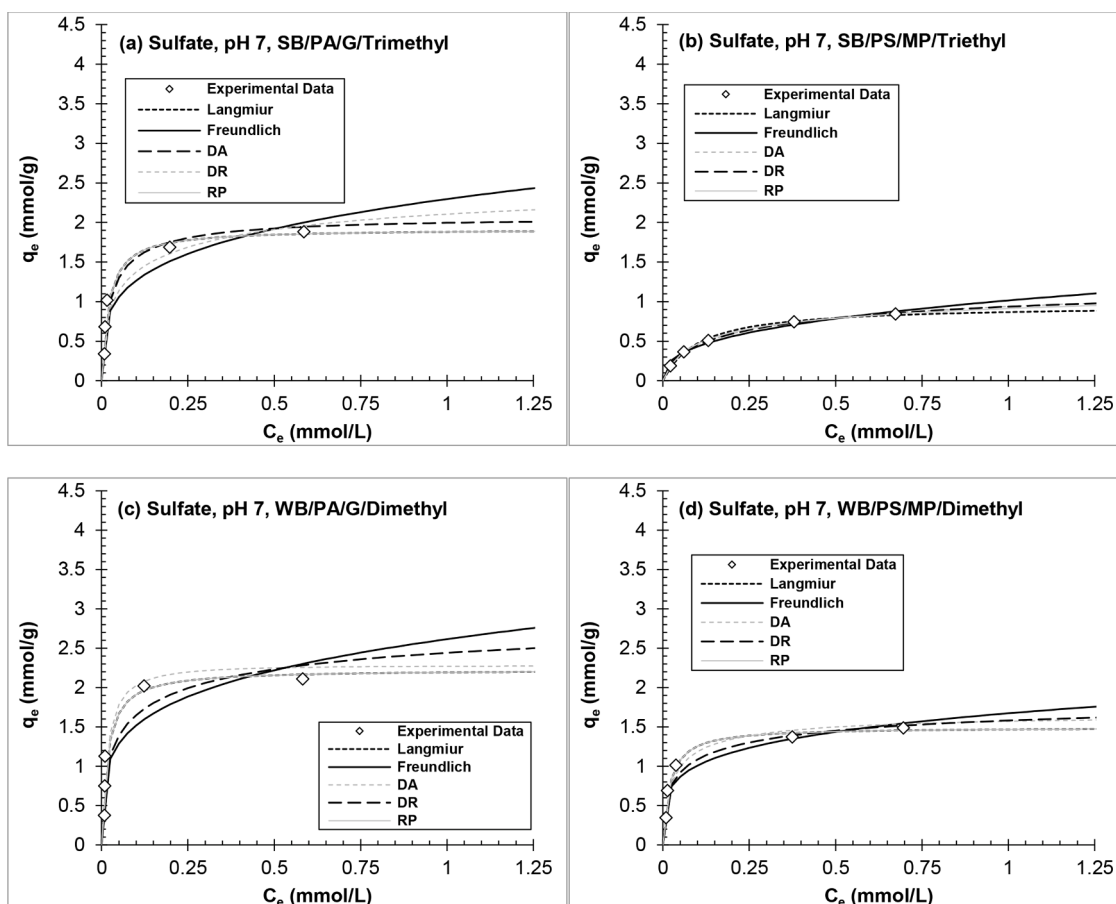 (a) Sulfate, pH 7, SB/PA/G/Trimethyl
4.5
4
3.5
3
2.5
2
1.5
1
0.5
0
qe (mmol/g)
Experimental Data
Langmiur
Freundlich
DA
DR
RP
0 0.25 0.5 0.75 1 1.25
Ce (mmol/L)
(b) Sulfate, pH 7, SB/PS/MP/Triethyl
4.5
4
3.5
3
2.5
2
1.5
1
0.5
0
qe (mmol/g)
Experimental Data
Langmiur
Freundlich
DA
DR
RP
0 0.25 0.5 0.75 1 1.25
Ce (mmol/L)
(c) Sulfate, pH 7, WB/PA/G/Dimethyl
4.5
4
3.5
3
2.5
2
1.5
1
0.5
0
qe (mmol/g)
Experimental Data
Langmiur
Freundlich
DA
DR
RP
0 0.25 0.5 0.75 1 1.25
Ce (mmol/L)
(d) Sulfate, pH 7, WB/PS/MP/Dimethyl
4.5
4
3.5
3
2.5
2
1.5
1
0.5
0
qe (mmol/g)
Experimental Data
Langmiur
Freundlich
DA
DR
RP
0 0.25 0.5 0.75 1 1.25
Ce (mmol/L)